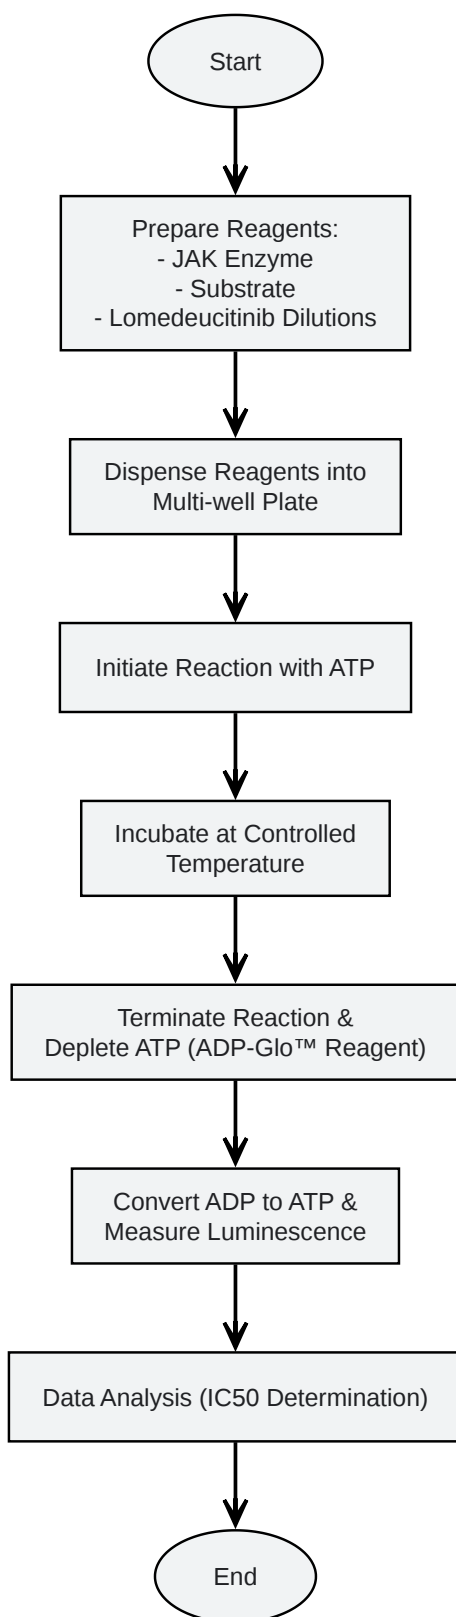 Start
Prepare Reagents:
- JAK Enzyme
- Substrate
- Lomedeucitinib Dilutions
Dispense Reagents into
Multi-well Plate
Initiate Reaction with ATP
Incubate at Controlled
Temperature
Terminate Reaction &
Deplete ATP (ADP-Glo™ Reagent)
Convert ADP to ATP &
Measure Luminescence
Data Analysis (IC50 Determination)
End